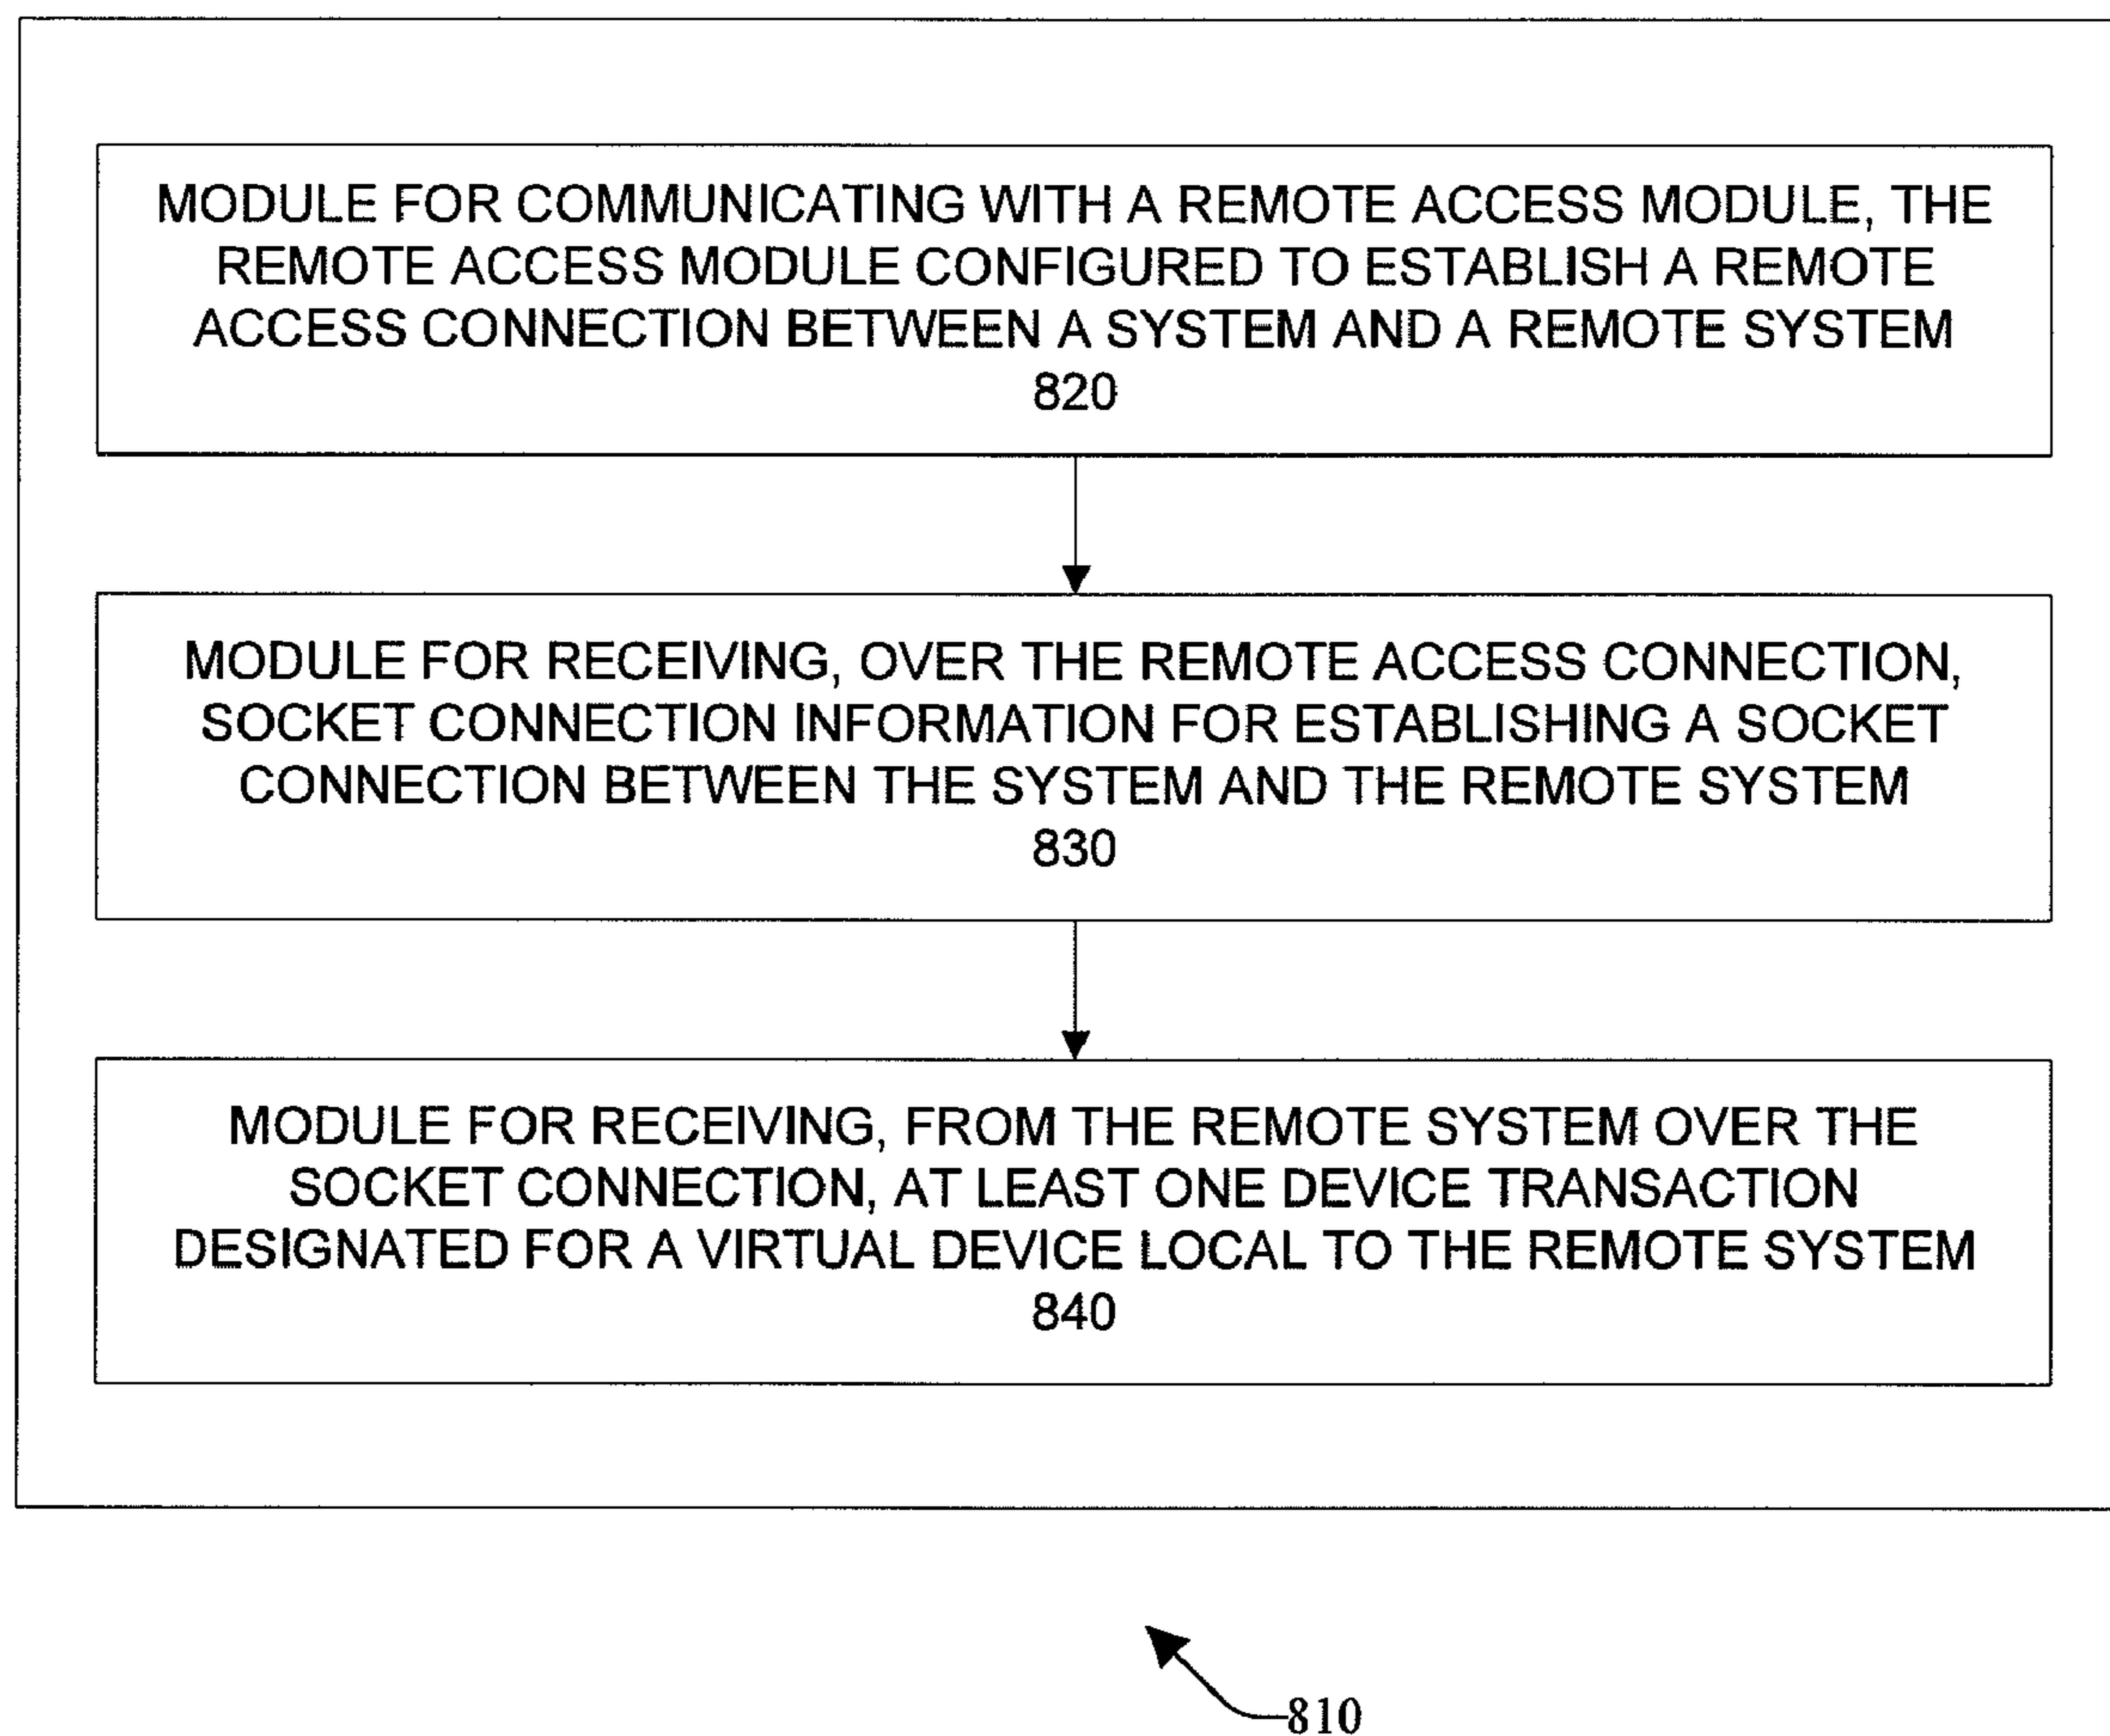 MODULE FOR COMMUNICATING WITH A REMOTE ACCESS MODULE, THE
REMOTE ACCESS MODULE CONFIGURED TO ESTABLISH A REMOTE
ACCESS CONNECTION BETWEEN A SYSTEM AND A REMOTE SYSTEM
820
MODULE FOR RECEIVING, OVER THE REMOTE ACCESS CONNECTION,
SOCKET CONNECTION INFORMATION FOR ESTABLISHING A SOCKET
CONNECTION BETWEEN THE SYSTEM AND THE REMOTE SYSTEM
830
MODULE FOR RECEIVING, FROM THE REMOTE SYSTEM OVER THE
SOCKET CONNECTION, AT LEAST ONE DEVICE TRANSACTION
DESIGNATED FOR A VIRTUAL DEVICE LOCAL TO THE REMOTE SYSTEM
840
810